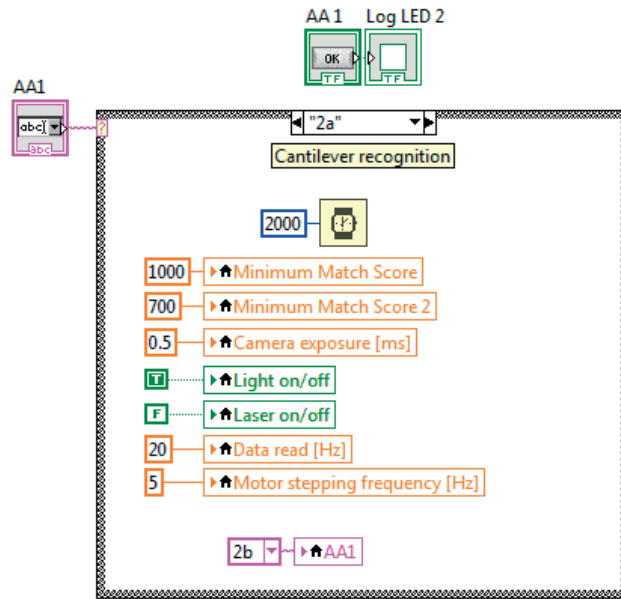 AA 1 Log LED 2
OK
TF TF
AA1
abc
abc
?
"2a"
Cantilever recognition
2000
1000 Minimum Match Score
700 Minimum Match Score 2
0.5 Camera exposure [ms]
T Light on/off
F Laser on/off
20 Data read [Hz]
5 Motor stepping frequency [Hz]
2b AA1